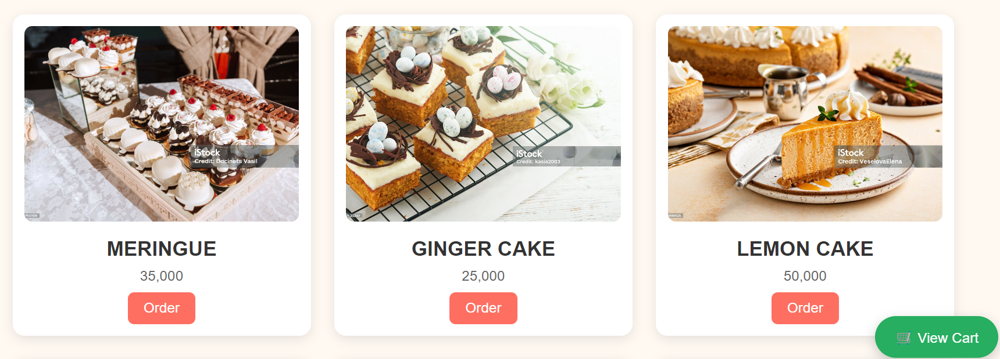 iStock
Credit: Docinets Vasil
iStock
Credit: kasia2003
iStock
Credit: VeselovaElena
MERINGUE
GINGER CAKE
LEMON CAKE
35,000
25,000
50,000
Order
Order
Order
View Cart